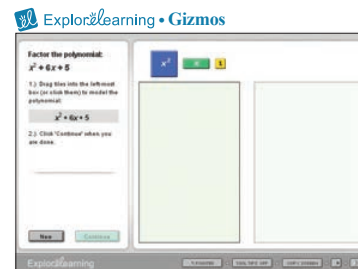 ExploreLearning • Gizmos
Factor the polynomial:
x² + 6x + 5
1.) Drag tiles into the leftmost
box (or click them) to model the
polynomial:
x² + 6x + 5
2.) Click 'Continue' when you
are done.
x²
x
1
New
Continue
ExploreLearning